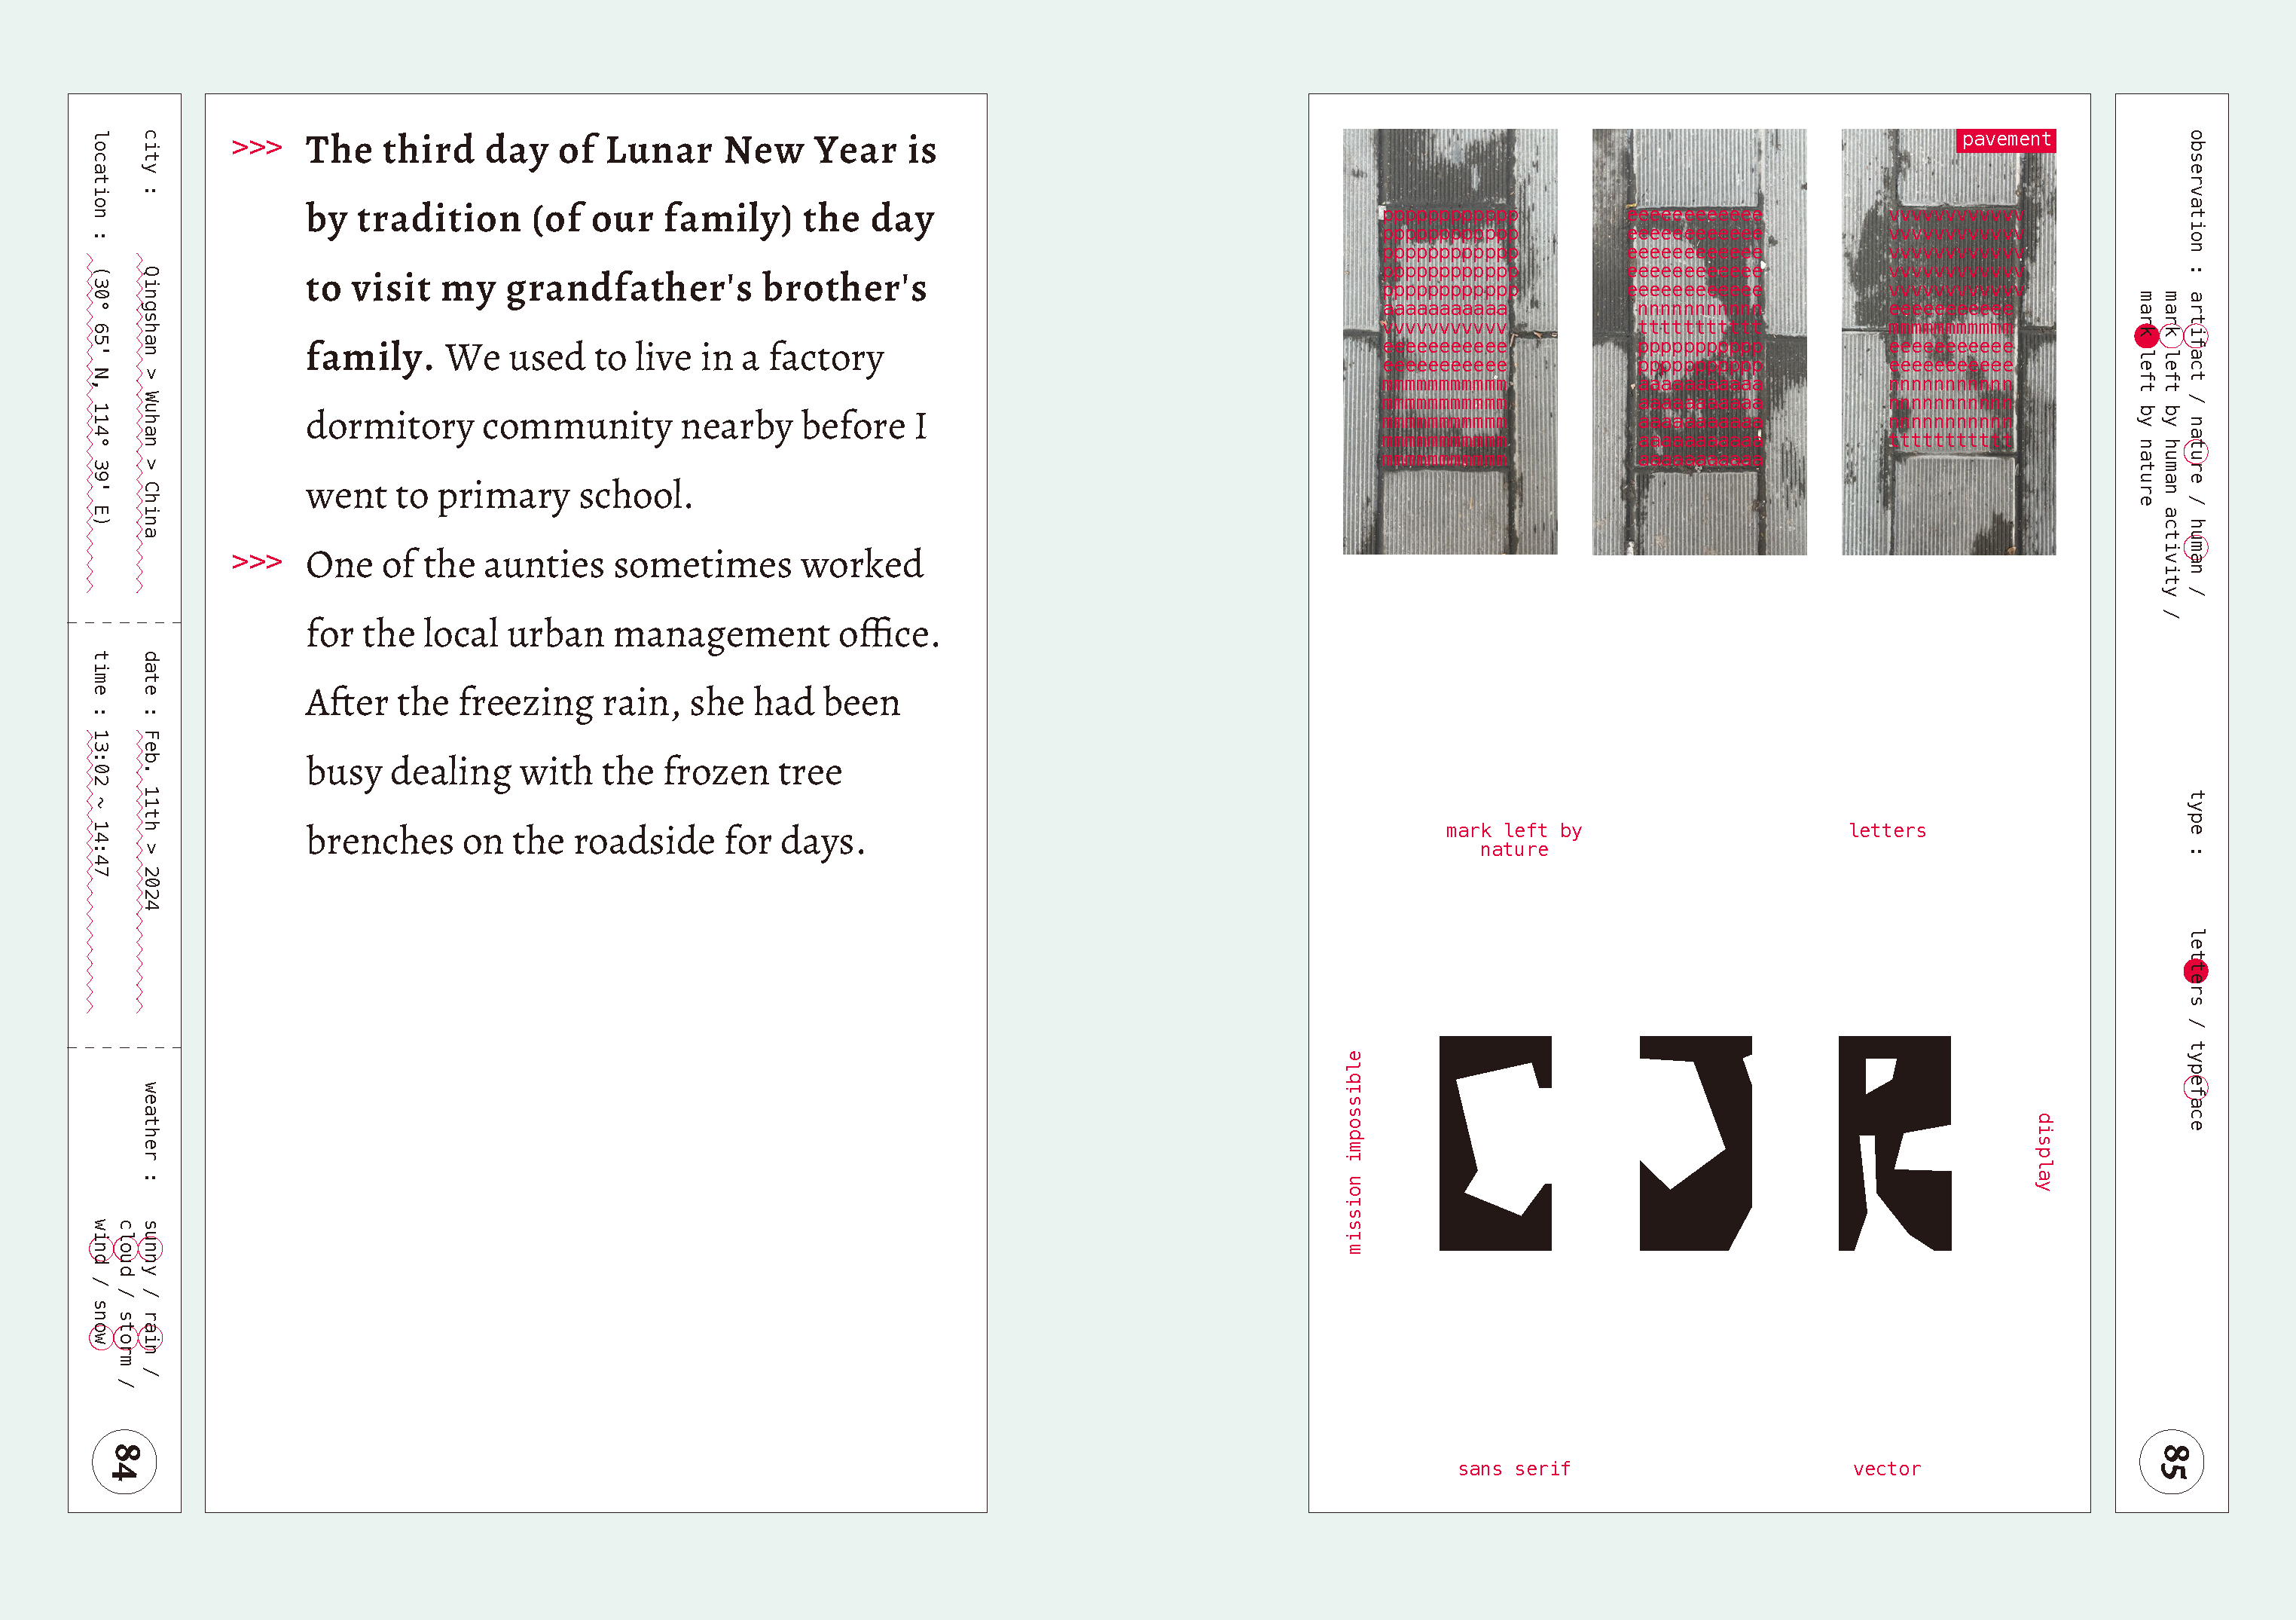 city : Qingshan > Wuhan > China
location : (30° 65' N, 114° 39' E)
date : Feb. 11th > 2024
time : 13:02 ~ 14:47
weather : sunny / rain /
cloud / storm /
wind / snow
84
>>> The third day of Lunar New Year is
by tradition (of our family) the day
to visit my grandfather's brother's
family. We used to live in a factory
dormitory community nearby before I
went to primary school.
>>> One of the aunties sometimes worked
for the local urban management office.
After the freezing rain, she had been
busy dealing with the frozen tree
brenches on the roadside for days.
pavement
pppppppppppp
pppppppppppp
pppppppppppp
pppppppppppp
pppppppppppp
aaaaaaaaaaa
vvvvvvvvvvv
eeeeeeeeeee
eeeeeeeeeee
mmmmmmmmmmm
mmmmmmmmmmm
mmmmmmmmmmm
mmmmmmmmmmm
mmmmmmmmmmm
eeeeeeeeeeee
eeeeeeeeeeee
eeeeeeeeeeee
eeeeeeeeeeee
eeeeeeeeeeee
nnnnnnnnnnn
ttttttttttt
ppppppppppp
ppppppppppp
aaaaaaaaaaa
aaaaaaaaaaa
aaaaaaaaaaa
aaaaaaaaaaa
aaaaaaaaaaa
vvvvvvvvvvvv
vvvvvvvvvvvv
vvvvvvvvvvvv
vvvvvvvvvvvv
vvvvvvvvvvvv
eeeeeeeeeee
mmmmmmmmmmm
eeeeeeeeeee
eeeeeeeeeee
nnnnnnnnnnn
nnnnnnnnnnn
nnnnnnnnnnn
ttttttttttt
mark left by
nature
letters
mission impossible
C J R
display
sans serif
vector
observation : artifact / nature / human /
mark left by human activity /
mark left by nature
type : letters / typeface
85